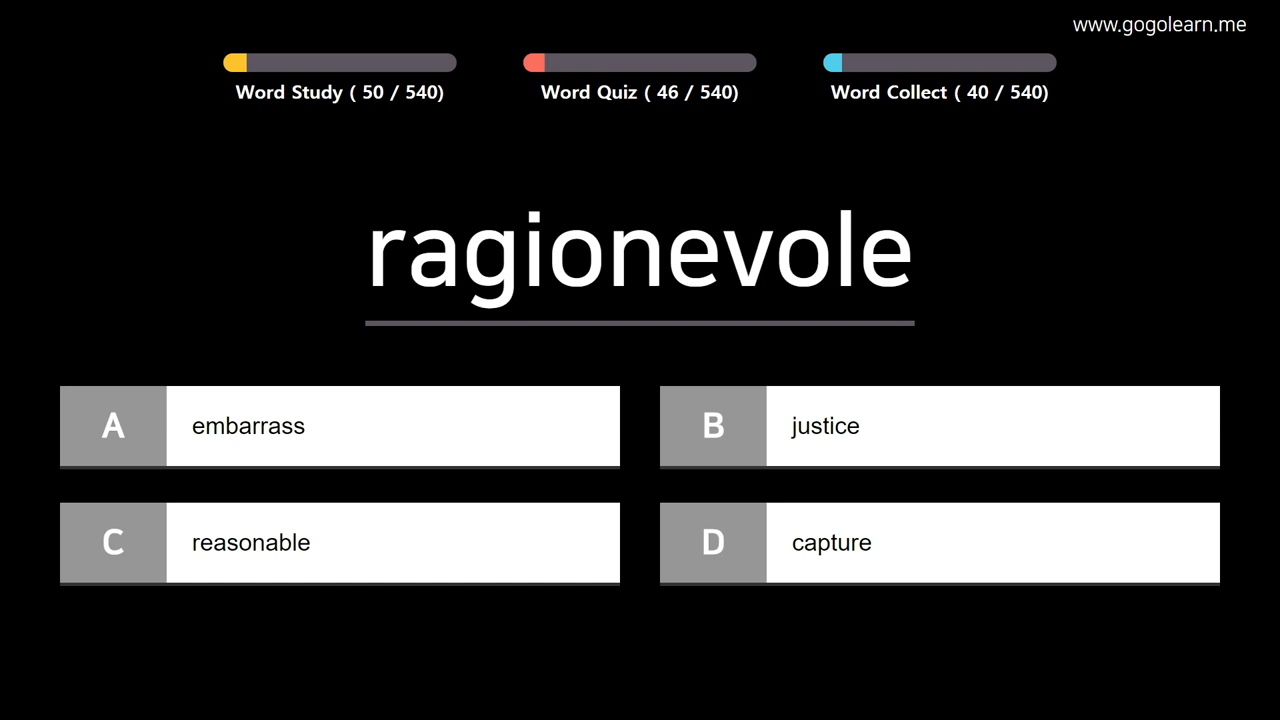 www.gogolearn.me
Word Study ( 50 / 540)
Word Quiz ( 46 / 540)
Word Collect ( 40 / 540)
ragionevole
A embarrass
B justice
C reasonable
D capture